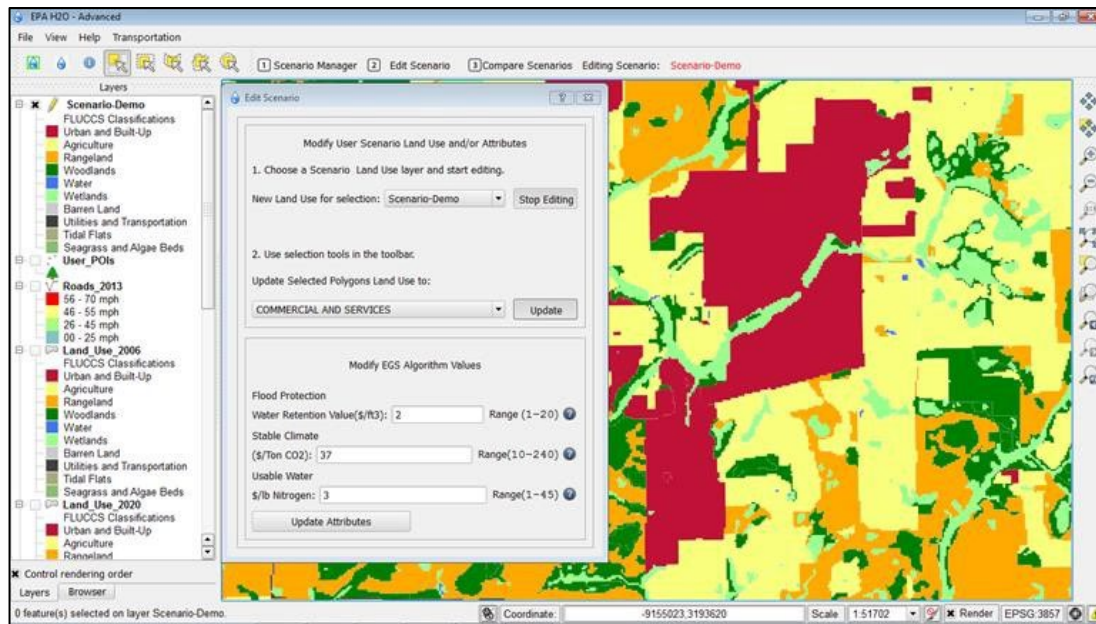 EPA H2O - Advanced
File View Help Transportation
1 Scenario Manager 2 Edit Scenario 3 Compare Scenarios Editing Scenario: Scenario-Demo
Layers
Scenario-Demo
FLUCCS Classifications
Urban and Built-Up
Agriculture
Rangeland
Woodlands
Water
Wetlands
Barren Land
Utilities and Transportation
Tidal Flats
Seagrass and Algae Beds
User_POIs
Roads_2013
56 - 70 mph
46 - 55 mph
26 - 45 mph
00 - 25 mph
Land_Use_2006
FLUCCS Classifications
Urban and Built-Up
Agriculture
Rangeland
Woodlands
Water
Wetlands
Barren Land
Utilities and Transportation
Tidal Flats
Seagrass and Algae Beds
Land_Use_2020
FLUCCS Classifications
Urban and Built-Up
Agriculture
Rangeland
Control rendering order
Layers Browser
Edit Scenario
Modify User Scenario Land Use and/or Attributes
1. Choose a Scenario Land Use layer and start editing.
New Land Use for selection: Scenario-Demo Stop Editing
2. Use selection tools in the toolbar.
Update Selected Polygons Land Use to:
COMMERCIAL AND SERVICES Update
Modify EGS Algorithm Values
Flood Protection
Water Retention Value($/ft3): 2 Range (1-20)
Stable Climate
($/Ton CO2): 37 Range(10-240)
Usable Water
$/lb Nitrogen: 3 Range(1-45)
Update Attributes
0 feature(s) selected on layer Scenario-Demo. Coordinate: -9155023,3193620 Scale 1:51702 Render EPSG:3857